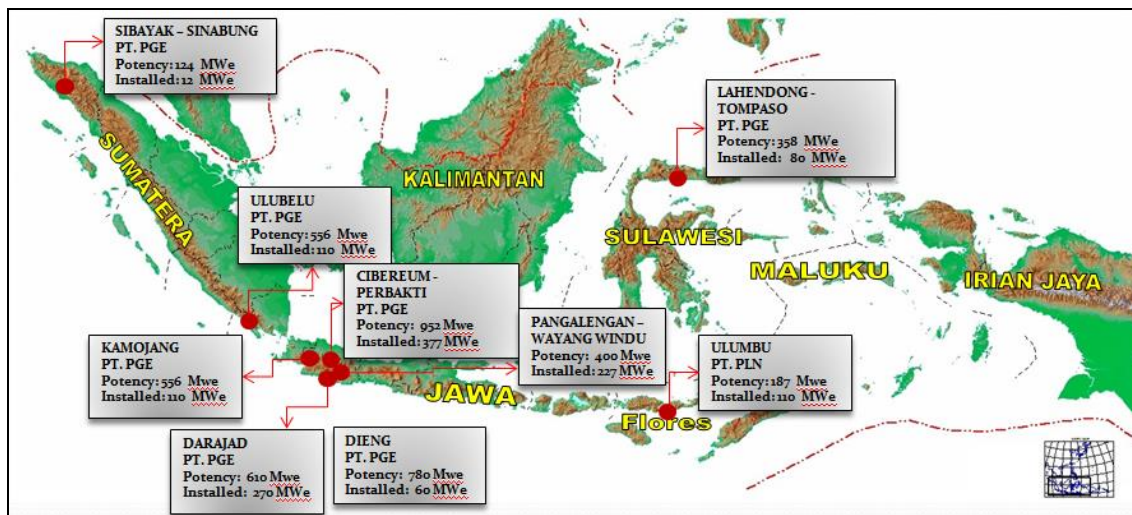 SIBAYAK – SINABUNG
PT. PGE
Potency: 124 MWe
Installed: 12 MWe
LAHENDONG -
TOMPASO
PT. PGE
Potency: 358 MWe
Installed: 80 MWe
SUMATERA
KALIMANTAN
SULAWESI
MALUKU
IRIAN JAYA
ULUBELU
PT. PGE
Potency: 556 Mwe
Installed: 110 MWe
CIBEREUM -
PERBAKTI
PT. PGE
Potency: 952 Mwe
Installed: 377 MWe
PANGALENGAN –
WAYANG WINDU
Potency: 400 Mwe
Installed: 227 MWe
ULUMBU
PT. PLN
Potency: 187 Mwe
Installed: 110 MWe
KAMOJANG
PT. PGE
Potency: 556 Mwe
Installed: 110 MWe
JAWA
Flores
DARAJAD
PT. PGE
Potency: 610 Mwe
Installed: 270 MWe
DIENG
PT. PGE
Potency: 780 Mwe
Installed: 60 MWe